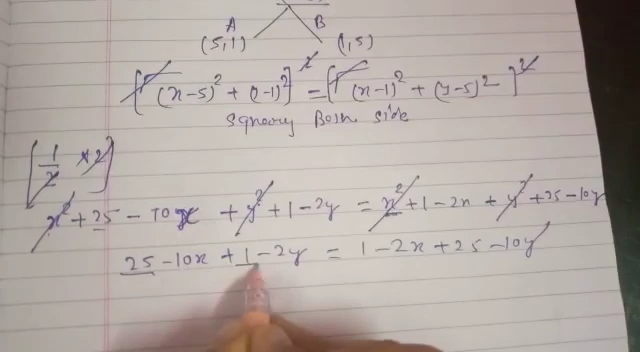 A B
(5,1) (1,5)
[√(x-5)² + (y-1)²]² = [√(x-1)² + (y-5)²]²
Squaring Both side
[1/2 × 2]
x² + 25 - 10x + y² + 1 - 2y = x² + 1 - 2x + y² + 25 - 10y
25 - 10x + 1 - 2y = 1 - 2x + 25 - 10y